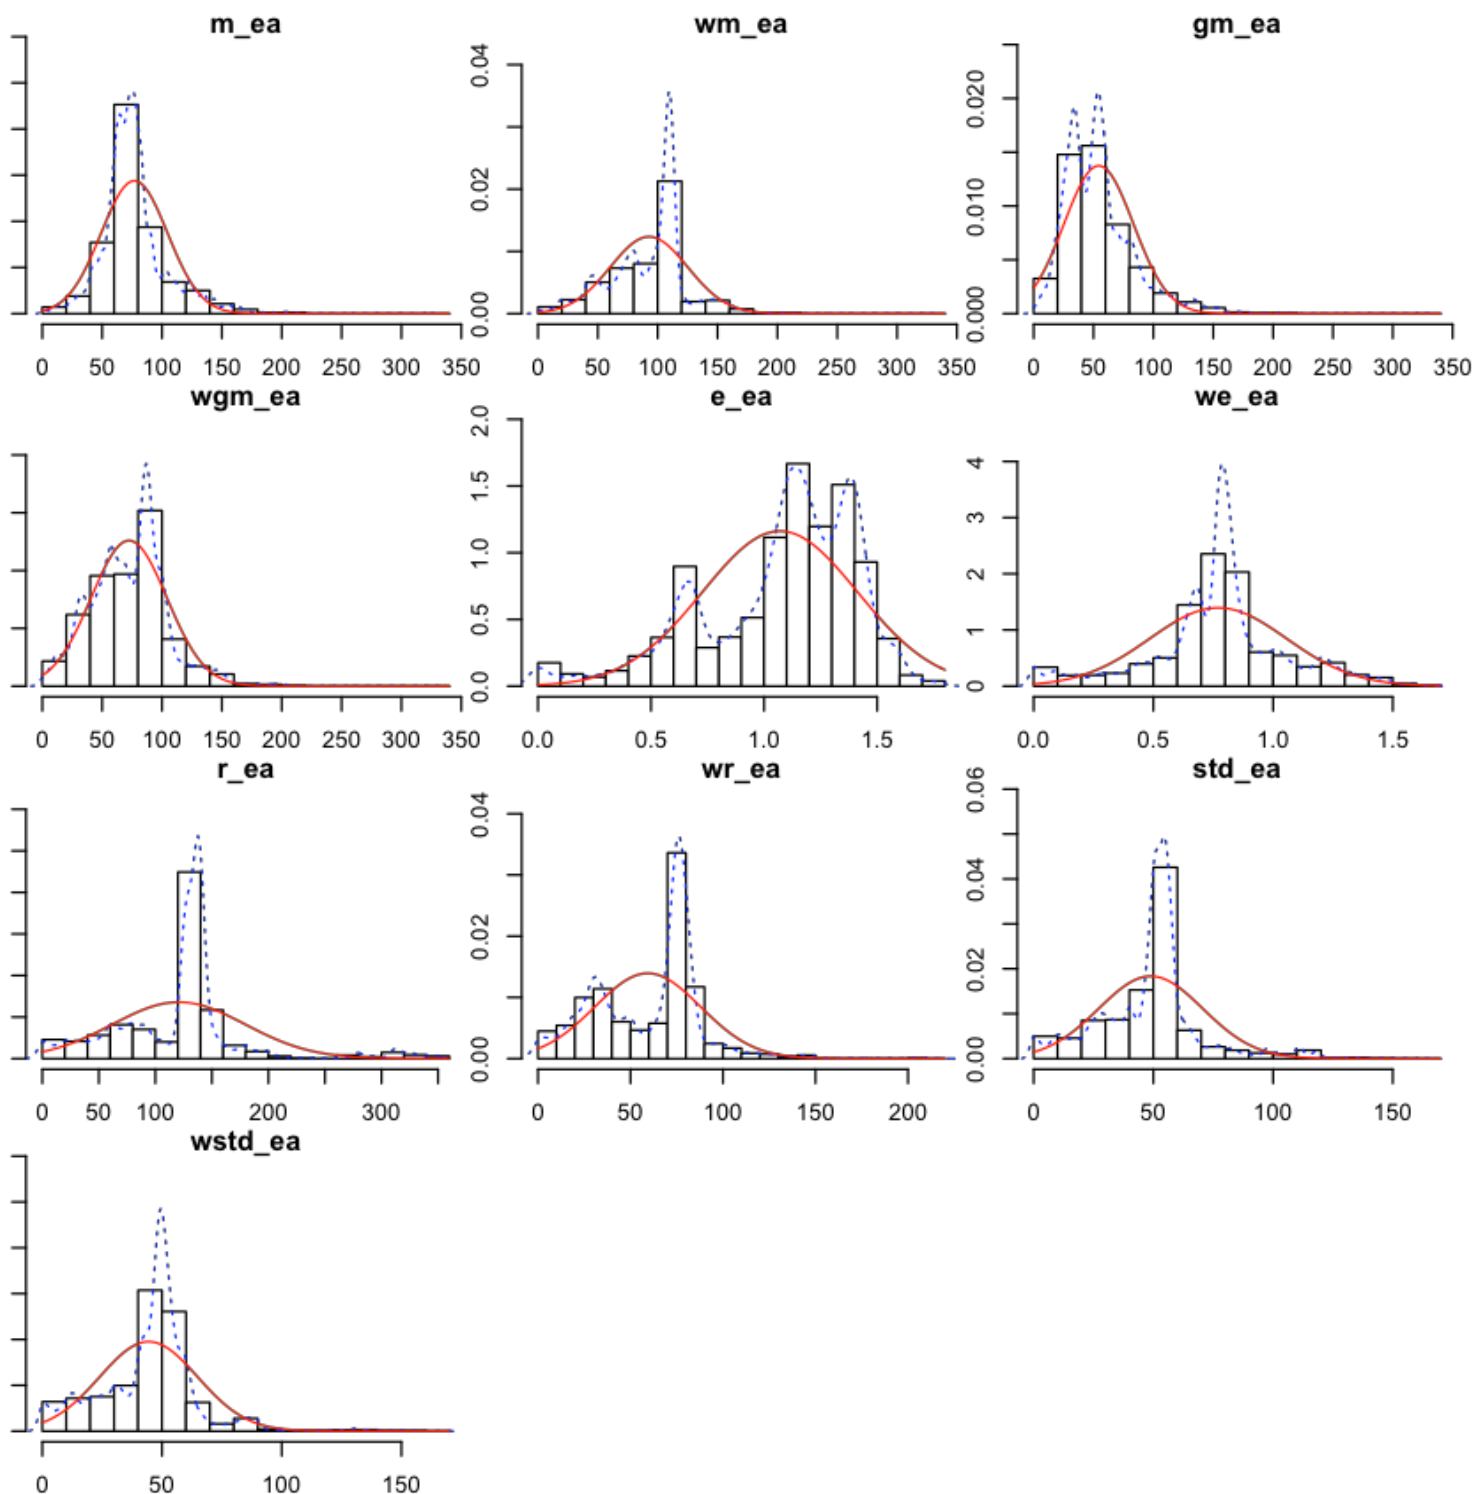 m_ea wm_ea gm_ea
0.00 0.02 0.04
0.000 0.010 0.020
0 50 100 150 200 250 300 350
0 50 100 150 200 250 300 350
0 50 100 150 200 250 300 350
wgm_ea e_ea we_ea
0.0 0.5 1.0 1.5 2.0
0 1 2 3 4
0 50 100 150 200 250 300 350
0.0 0.5 1.0 1.5
0.0 0.5 1.0 1.5
r_ea wr_ea std_ea
0.00 0.02 0.04
0.00 0.02 0.04 0.06
0 50 100 200 300
0 50 100 150 200
0 50 100 150
wstd_ea
0 50 100 150